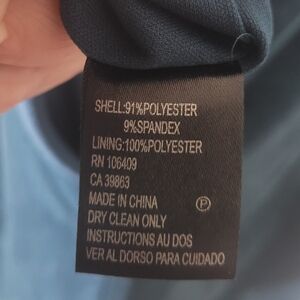 SHELL:91%POLYESTER
9%SPANDEX
LINING:100%POLYESTER
RN 106409
CA 39863
MADE IN CHINA Ⓟ
DRY CLEAN ONLY
INSTRUCTIONS AU DOS
VER AL DORSO PARA CUIDADO